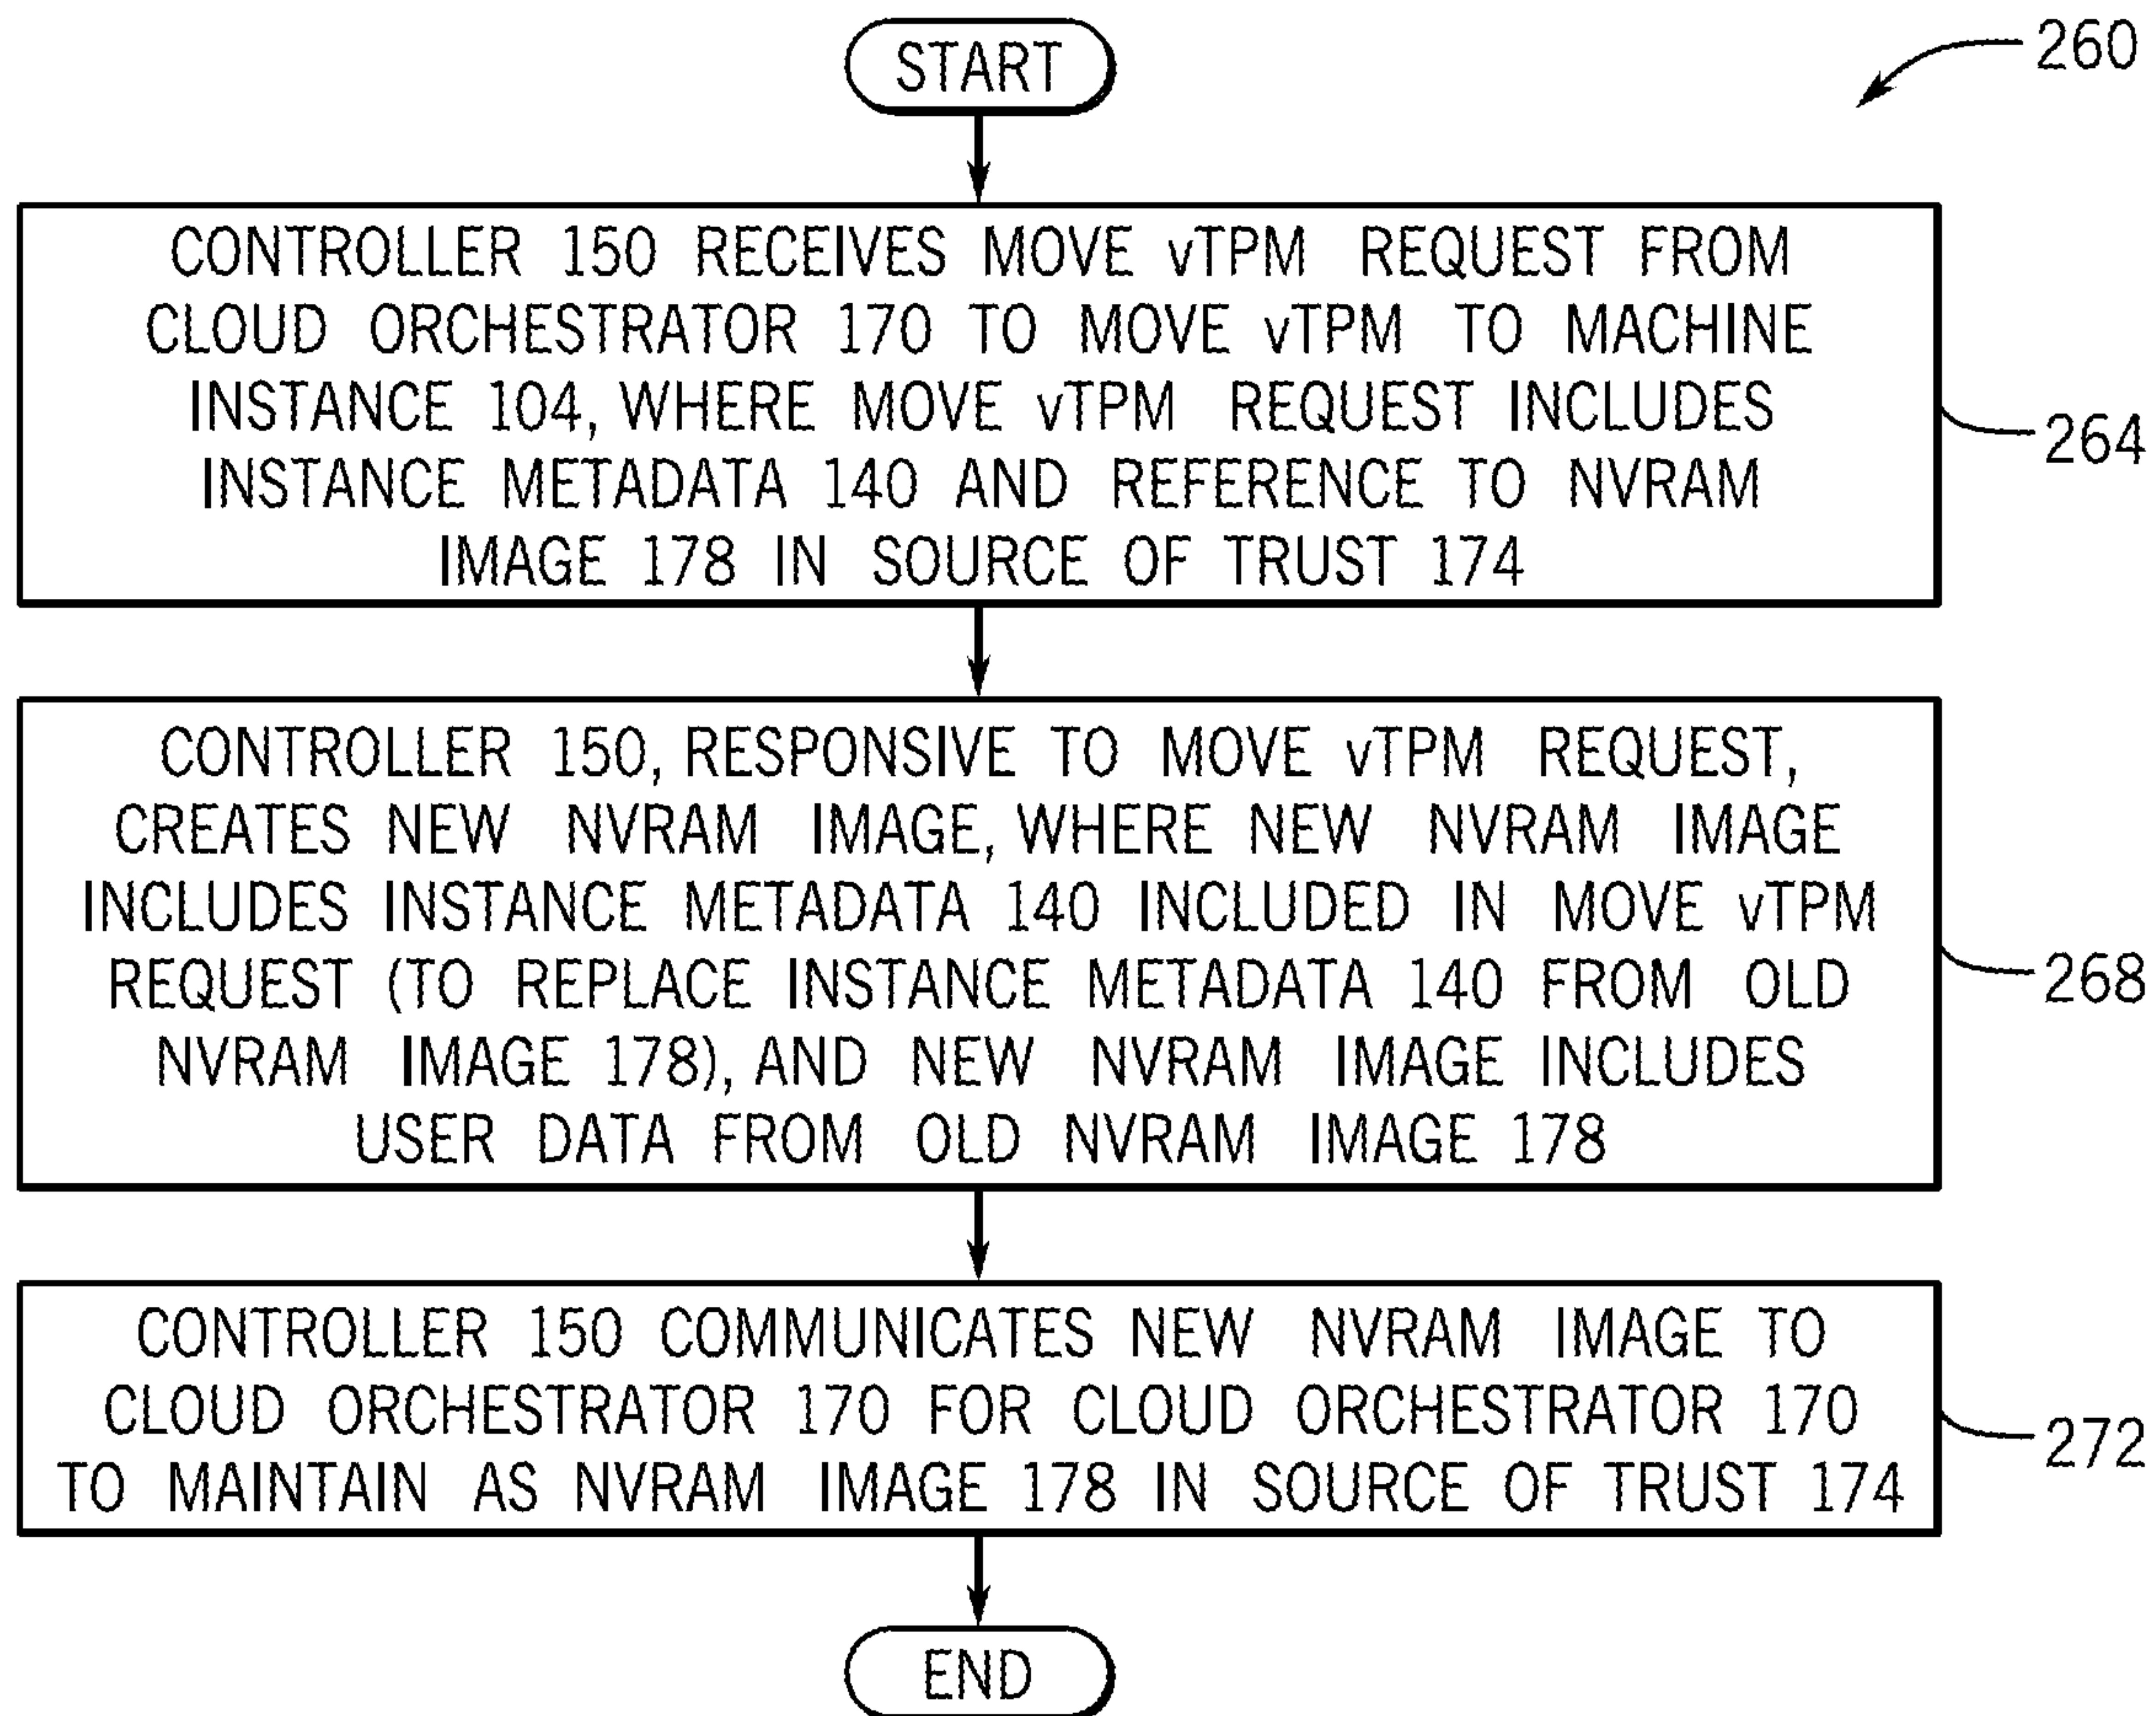 START
260
CONTROLLER 150 RECEIVES MOVE vTPM REQUEST FROM
CLOUD ORCHESTRATOR 170 TO MOVE vTPM TO MACHINE
INSTANCE 104, WHERE MOVE vTPM REQUEST INCLUDES
INSTANCE METADATA 140 AND REFERENCE TO NVRAM
IMAGE 178 IN SOURCE OF TRUST 174
264
CONTROLLER 150, RESPONSIVE TO MOVE vTPM REQUEST,
CREATES NEW NVRAM IMAGE, WHERE NEW NVRAM IMAGE
INCLUDES INSTANCE METADATA 140 INCLUDED IN MOVE vTPM
REQUEST (TO REPLACE INSTANCE METADATA 140 FROM OLD
NVRAM IMAGE 178), AND NEW NVRAM IMAGE INCLUDES
USER DATA FROM OLD NVRAM IMAGE 178
268
CONTROLLER 150 COMMUNICATES NEW NVRAM IMAGE TO
CLOUD ORCHESTRATOR 170 FOR CLOUD ORCHESTRATOR 170
TO MAINTAIN AS NVRAM IMAGE 178 IN SOURCE OF TRUST 174
272
END